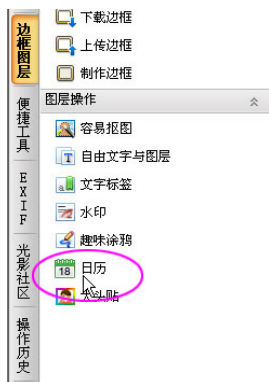 下载边框
上传边框
制作边框
图层操作
容易抠图
自由文字与图层
文字标签
水印
趣味涂鸦
18
日历
大头贴
边框图层
便捷工具
EXIF
光影社区
操作历史